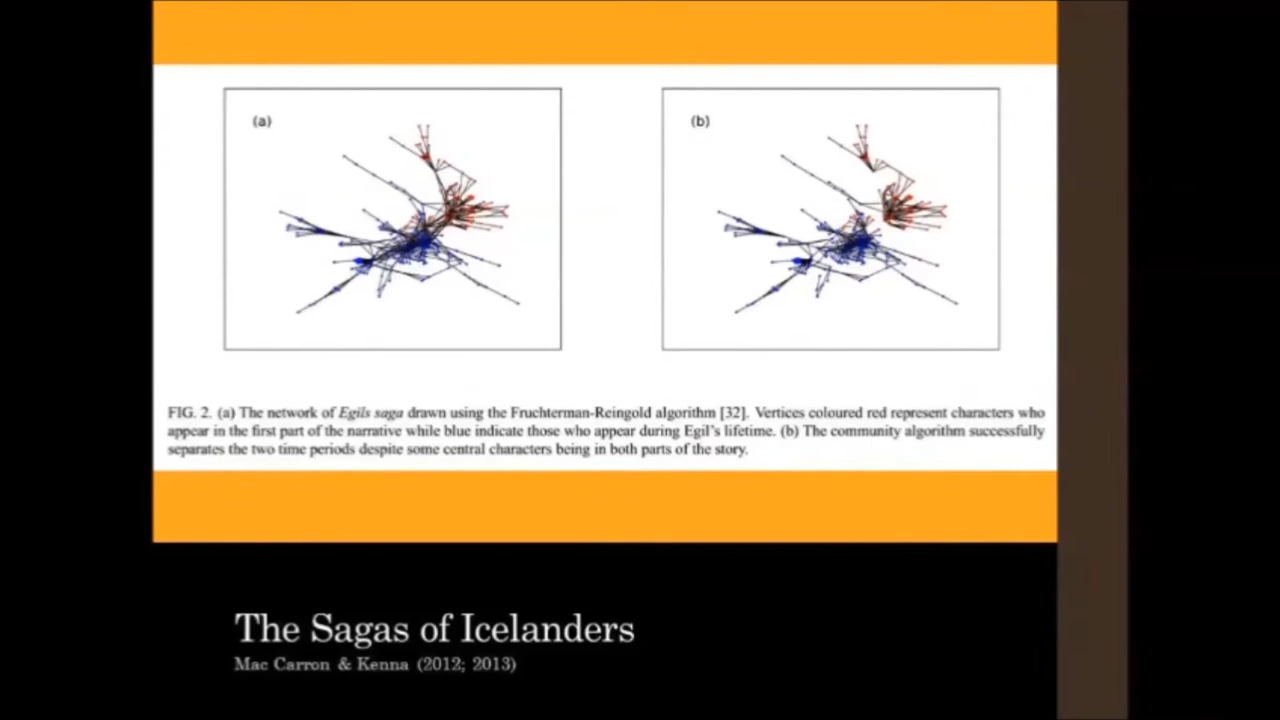 (a)
(b)
FIG. 2. (a) The network of Egils saga drawn using the Fruchterman-Reingold algorithm [32]. Vertices coloured red represent characters who
appear in the first part of the narrative while blue indicate those who appear during Egil's lifetime. (b) The community algorithm successfully
separates the two time periods despite some central characters being in both parts of the story.
The Sagas of Icelanders
Mac Carron & Kenna (2012; 2013)